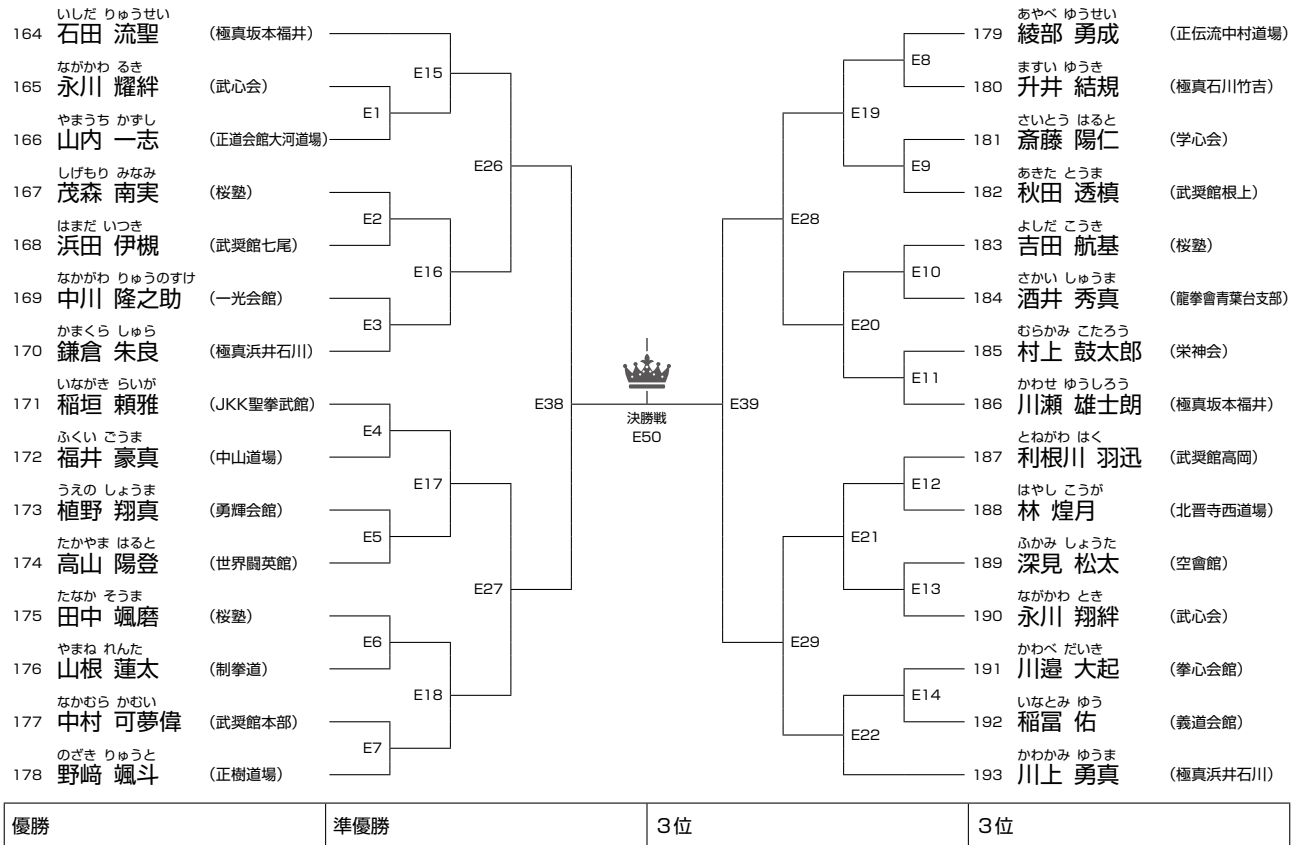 いしだ りゅうせい
164 石田 流聖 (極真坂本福井)
ながかわ るき
165 永川 耀絆 (武心会)
やまうち かずし
166 山内 一志 (正道会館大河道場)
しげもり みなみ
167 茂森 南実 (桜塾)
はまだ いつき
168 浜田 伊槻 (武奨館七尾)
なかがわ りゅうのすけ
169 中川 隆之助 (一光会館)
かまくら しゅら
170 鎌倉 朱良 (極真浜井石川)
いながき らいが
171 稲垣 頼雅 (JKK聖拳武館)
ふくい ごうま
172 福井 豪真 (中山道場)
うえの しょうま
173 植野 翔真 (勇輝会館)
たかやま はると
174 高山 陽登 (世界闘英館)
たなか そうま
175 田中 颯磨 (桜塾)
やまね れんた
176 山根 蓮太 (制拳道)
なかむら かむい
177 中村 可夢偉 (武奨館本部)
のざき りゅうと
178 野﨑 颯斗 (正樹道場)
E15
E1
E26
E2
E16
E3
E38
E4
E17
E5
E27
E6
E18
E7
決勝戦
E50
E8
E19
E9
E28
E10
E20
E11
E39
E12
E21
E13
E29
E14
E22
あやべ ゆうせい
179 綾部 勇成 (正伝流中村道場)
ますい ゆうき
180 升井 結規 (極真石川竹吉)
さいとう はると
181 斎藤 陽仁 (学心会)
あきた とうま
182 秋田 透槙 (武奨館根上)
よしだ こうき
183 吉田 航基 (桜塾)
さかい しゅうま
184 酒井 秀真 (龍拳會青葉台支部)
むらかみ こたろう
185 村上 鼓太郎 (栄神会)
かわせ ゆうしろう
186 川瀬 雄士朗 (極真坂本福井)
とねがわ はく
187 利根川 羽迅 (武奨館高岡)
はやし こうが
188 林 煌月 (北晋寺西道場)
ふかみ しょうた
189 深見 松太 (空會館)
ながかわ とき
190 永川 翔絆 (武心会)
かわべ だいき
191 川邉 大起 (拳心会館)
いなとみ ゆう
192 稲冨 佑 (義道会館)
かわかみ ゆうま
193 川上 勇真 (極真浜井石川)
優勝 準優勝 3位 3位